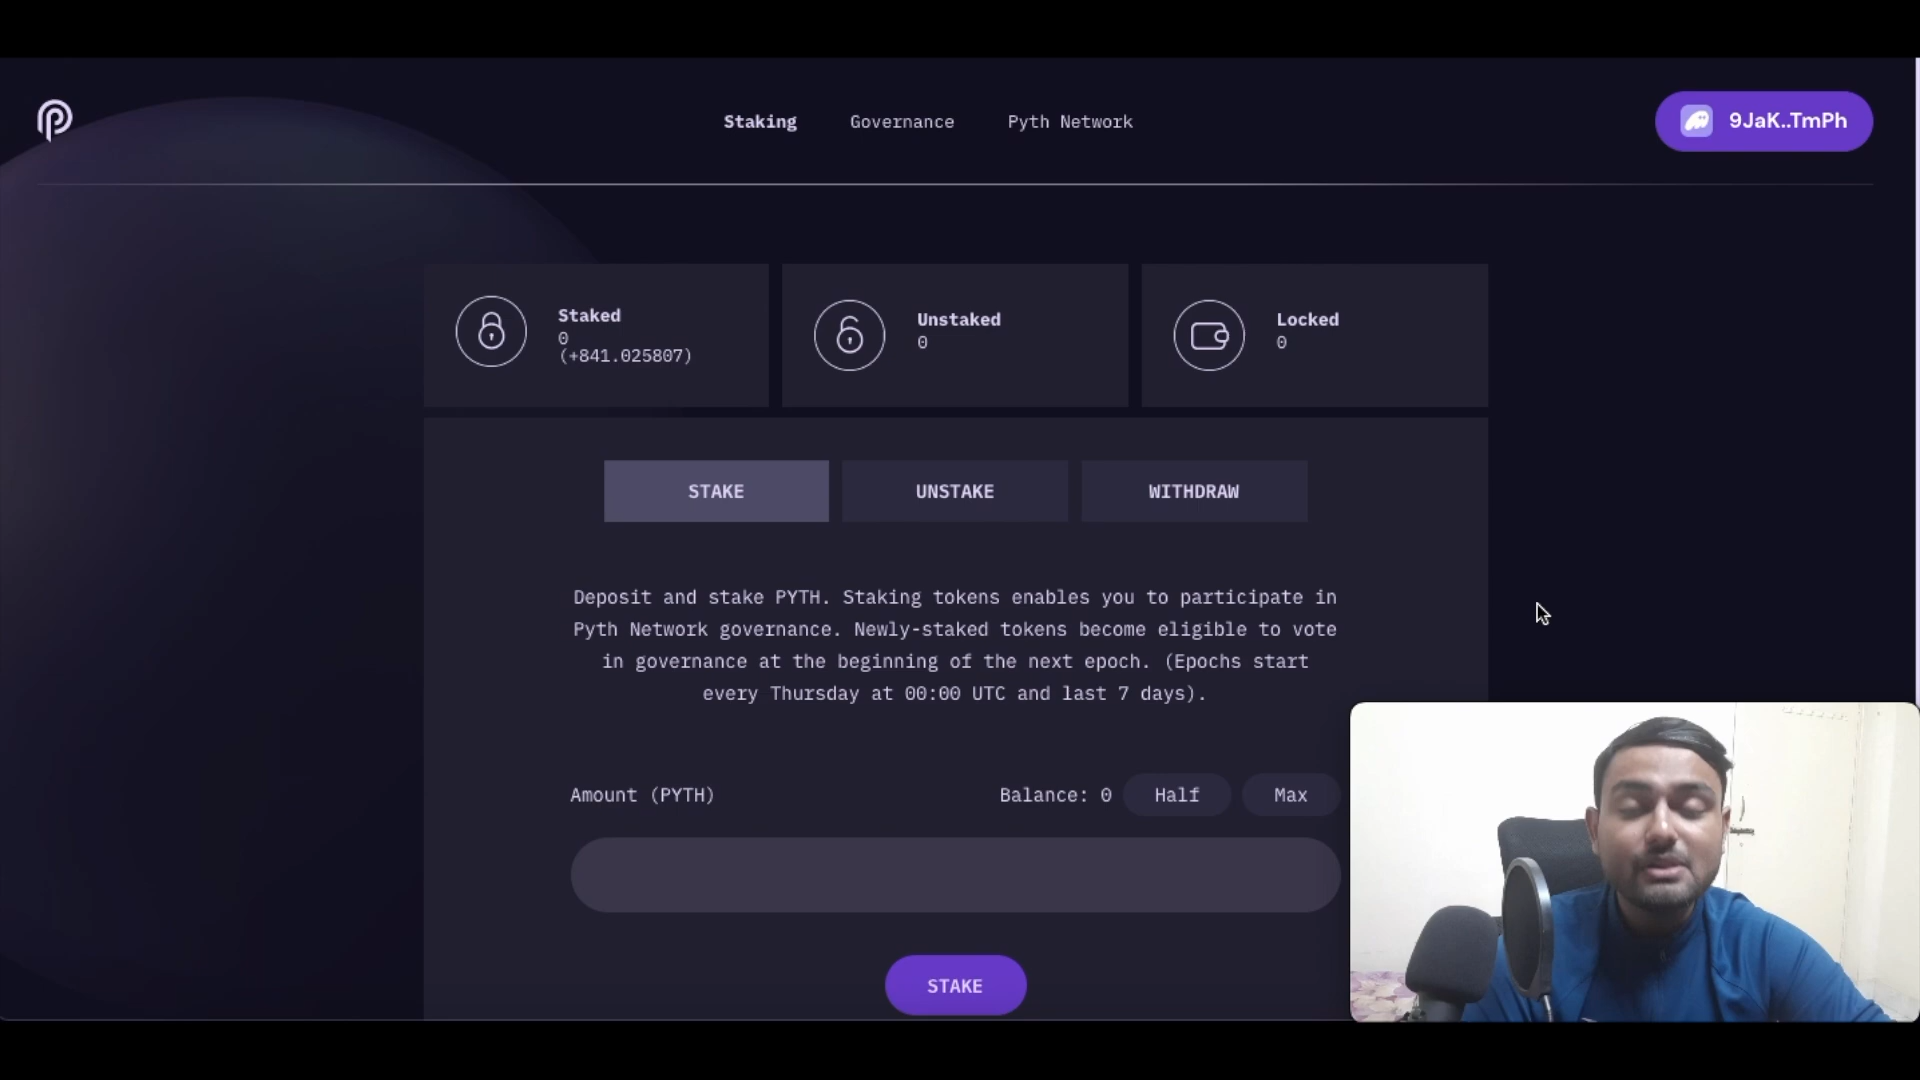 Staking
Governance
Pyth Network
9JaK..TmPh
Staked
0
(+841.025807)
Unstaked
0
Locked
0
STAKE
UNSTAKE
WITHDRAW
Deposit and stake PYTH. Staking tokens enables you to participate in
Pyth Network governance. Newly-staked tokens become eligible to vote
in governance at the beginning of the next epoch. (Epochs start
every Thursday at 00:00 UTC and last 7 days).
Amount (PYTH)
Balance: 0
Half
Max
STAKE